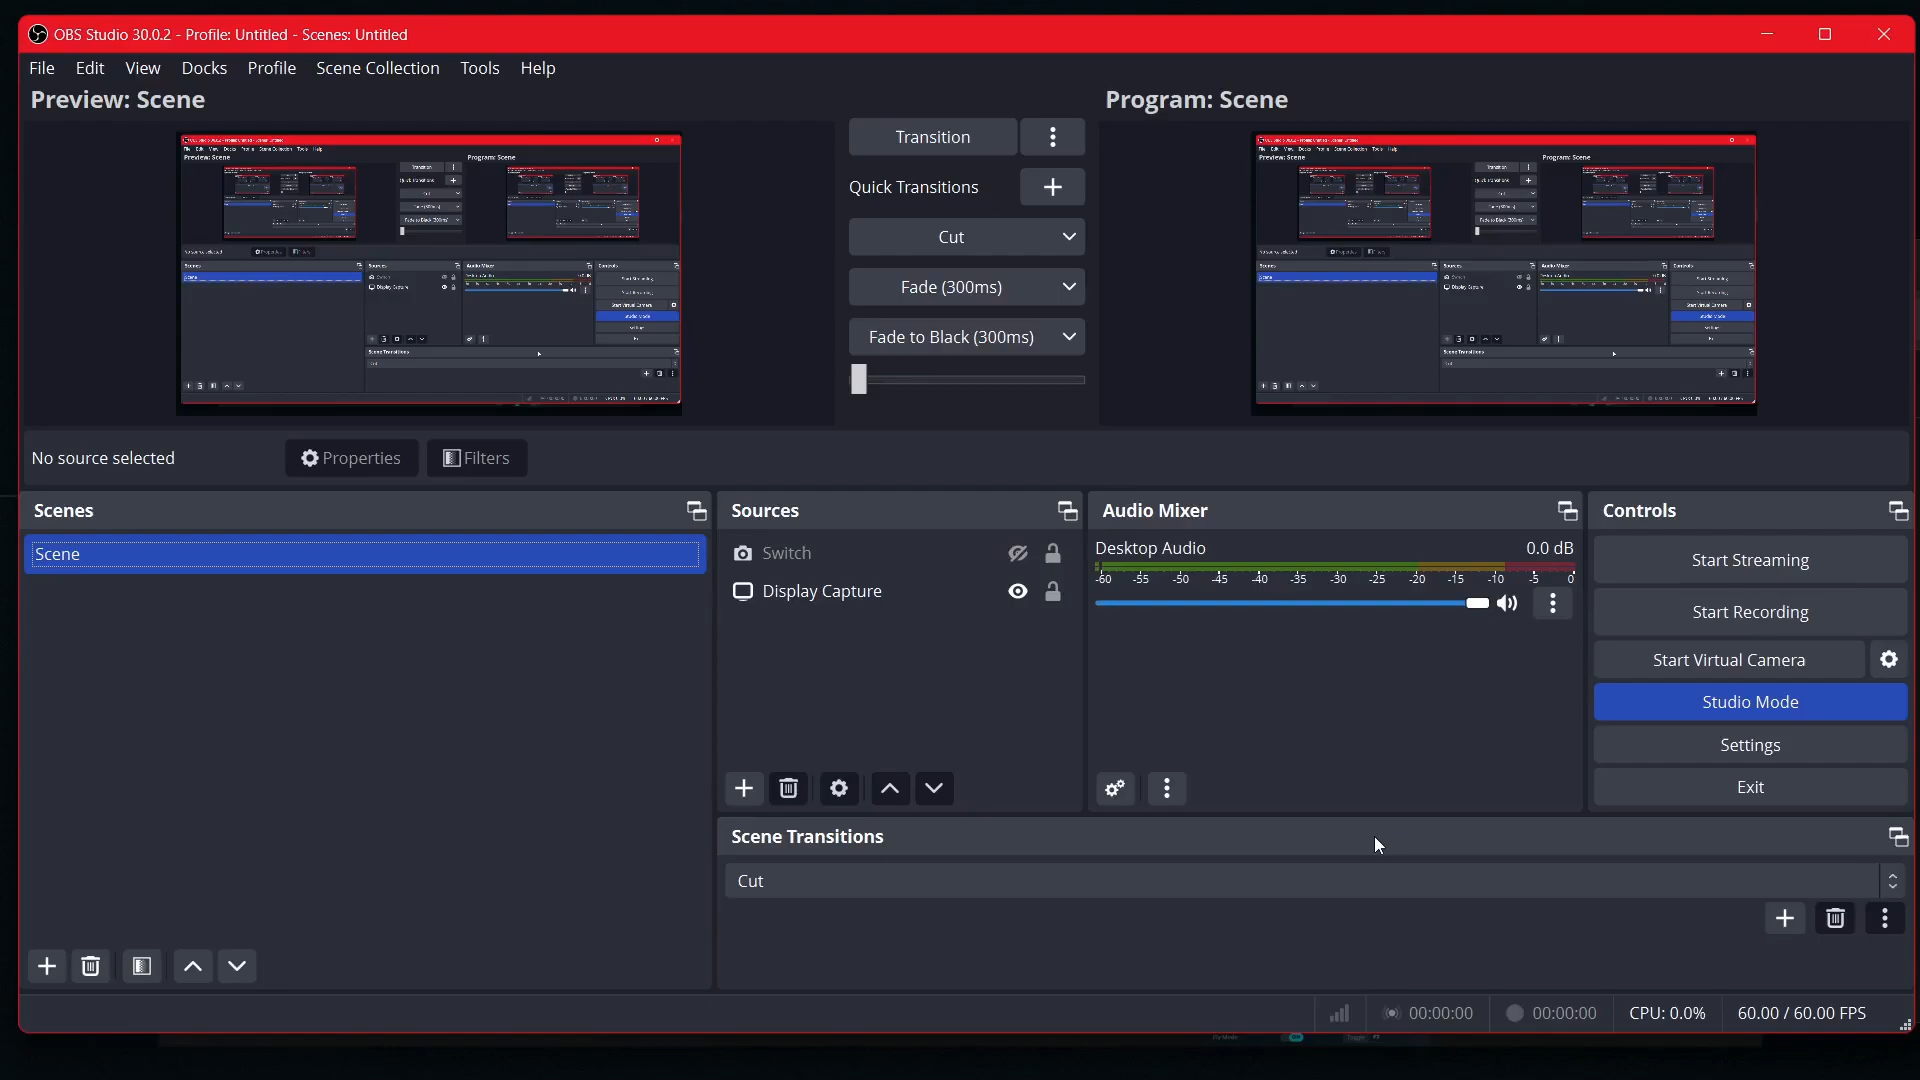 OBS Studio 30.0.2 - Profile: Untitled - Scenes: Untitled
File Edit View Docks Profile Scene Collection Tools Help
Preview: Scene
Program: Scene
Transition
Quick Transitions
Cut
Fade (300ms)
Fade to Black (300ms)
No source selected
Properties
Filters
Scenes
Scene
Sources
Switch
Display Capture
Audio Mixer
Desktop Audio 0.0 dB
-60 -55 -50 -45 -40 -35 -30 -25 -20 -15 -10 -5 0
Controls
Start Streaming
Start Recording
Start Virtual Camera
Studio Mode
Settings
Exit
Scene Transitions
Cut
00:00:00 00:00:00 CPU: 0.0% 60.00 / 60.00 FPS